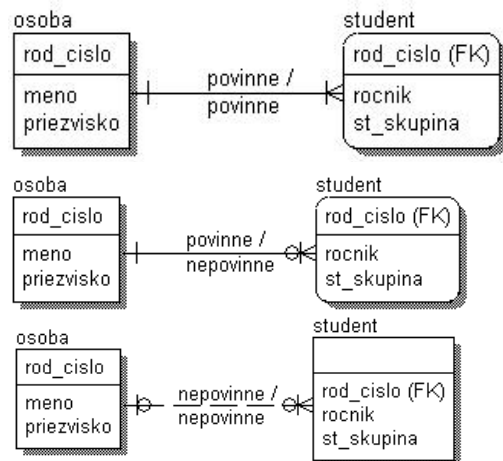 osoba
rod_cislo
meno
priezvisko
povinne /
povinne
student
rod_cislo (FK)
rocnik
st_skupina
osoba
rod_cislo
meno
priezvisko
povinne /
nepovinne
student
rod_cislo (FK)
rocnik
st_skupina
osoba
rod_cislo
meno
priezvisko
nepovinne /
nepovinne
student
rod_cislo (FK)
rocnik
st_skupina